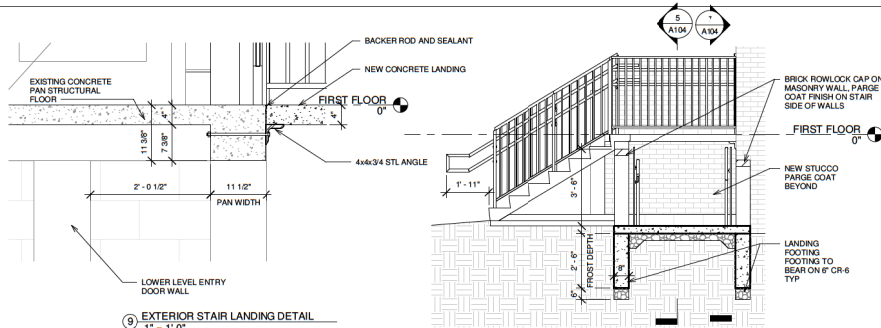 BACKER ROD AND SEALANT
NEW CONCRETE LANDING
EXISTING CONCRETE
PAN STRUCTURAL
FLOOR
FIRST FLOOR
0"
4"
4"
11 3/8"
7 3/8"
4x4x3/4 STL ANGLE
2' - 0 1/2"
11 1/2"
PAN WIDTH
LOWER LEVEL ENTRY
DOOR WALL
9
EXTERIOR STAIR LANDING DETAIL
1" = 1'-0"
5
A104
7
A104
BRICK ROWLOCK CAP ON
MASONRY WALL, PARGE
COAT FINISH ON STAIR
SIDE OF WALLS
FIRST FLOOR
0"
NEW STUCCO
PARGE COAT
BEYOND
1' - 11"
3' - 6"
FROST DEPTH
2' - 6"
8"
6"
LANDING
FOOTING
FOOTING TO
BEAR ON 6" CR-6
TYP